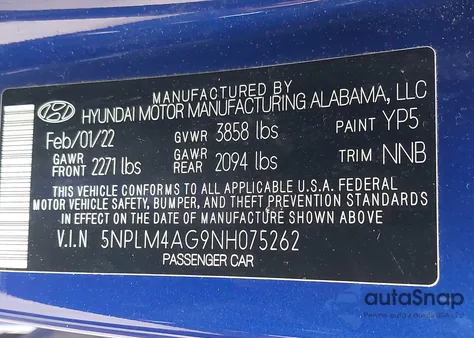 MANUFACTURED BY
HYUNDAI MOTOR MANUFACTURING ALABAMA, LLC
Feb/01/22 GVWR 3858 lbs PAINT YP5
GAWR FRONT 2271 lbs GAWR REAR 2094 lbs TRIM NNB
THIS VEHICLE CONFORMS TO ALL APPLICABLE U.S.A. FEDERAL
MOTOR VEHICLE SAFETY, BUMPER, AND THEFT PREVENTION STANDARDS
IN EFFECT ON THE DATE OF MANUFACTURE SHOWN ABOVE
V.I.N 5NPLM4AG9NH075262
PASSENGER CAR
autoSnap